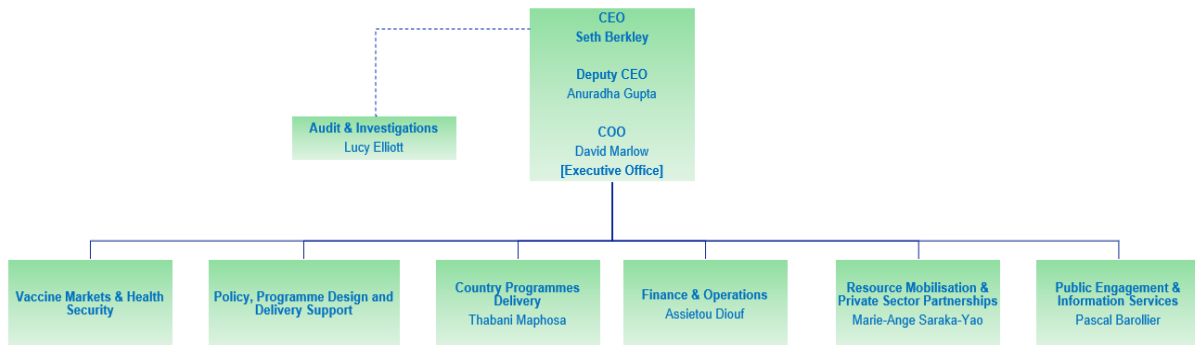 CEO
Seth Berkley
Deputy CEO
Anuradha Gupta
COO
David Marlow
[Executive Office]
Audit & Investigations
Lucy Elliott
Vaccine Markets & Health
Security
Policy, Programme Design and
Delivery Support
Country Programmes
Delivery
Thabani Maphosa
Finance & Operations
Assietou Diouf
Resource Mobilisation &
Private Sector Partnerships
Marie-Ange Saraka-Yao
Public Engagement &
Information Services
Pascal Barollier